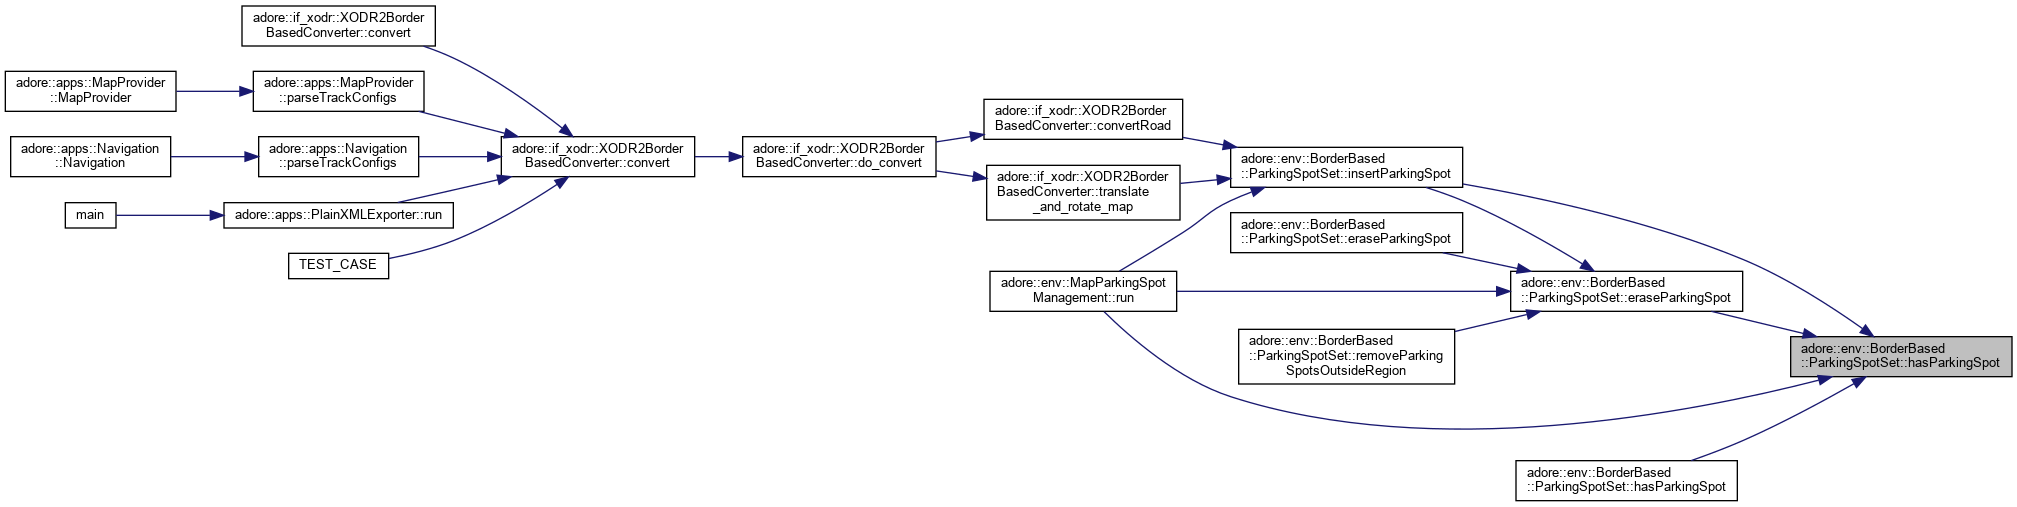 adore::if_xodr::XODR2Border
BasedConverter::convert
adore::apps::MapProvider
::MapProvider
adore::apps::MapProvider
::parseTrackConfigs
adore::apps::Navigation
::Navigation
adore::apps::Navigation
::parseTrackConfigs
main
adore::apps::PlainXMLExporter::run
TEST_CASE
adore::if_xodr::XODR2Border
BasedConverter::convert
adore::if_xodr::XODR2Border
BasedConverter::do_convert
adore::if_xodr::XODR2Border
BasedConverter::convertRoad
adore::if_xodr::XODR2Border
BasedConverter::translate
_and_rotate_map
adore::env::MapParkingSpot
Management::run
adore::env::BorderBased
::ParkingSpotSet::insertParkingSpot
adore::env::BorderBased
::ParkingSpotSet::eraseParkingSpot
adore::env::BorderBased
::ParkingSpotSet::removeParking
SpotsOutsideRegion
adore::env::BorderBased
::ParkingSpotSet::eraseParkingSpot
adore::env::BorderBased
::ParkingSpotSet::hasParkingSpot
adore::env::BorderBased
::ParkingSpotSet::hasParkingSpot